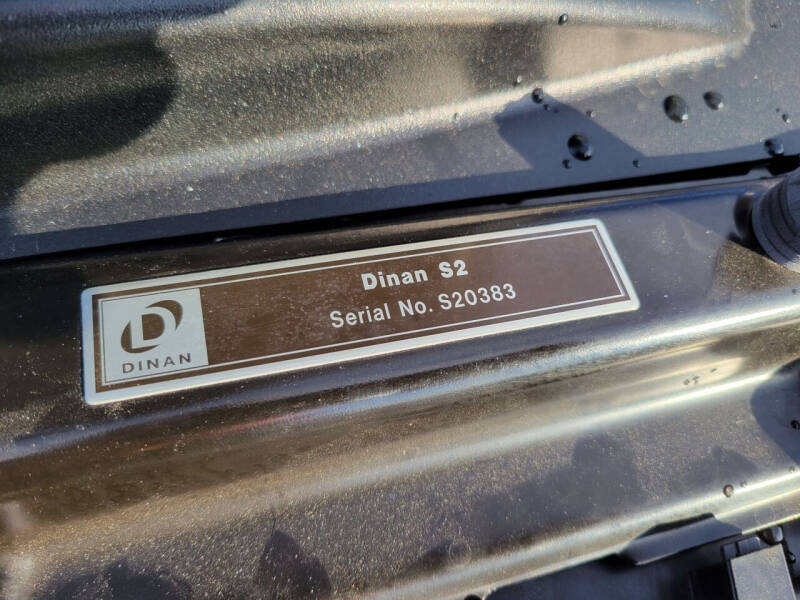 Dinan S2
Serial No. S20383
DINAN